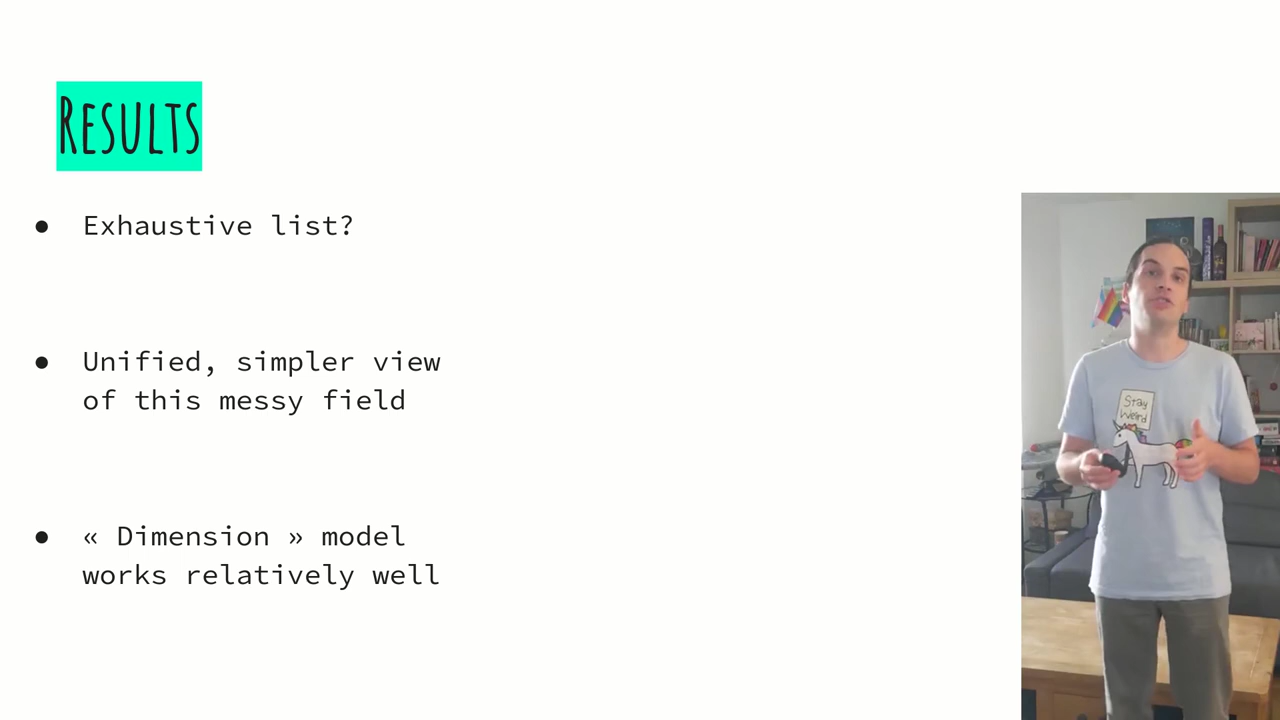 Results
● Exhaustive list?
● Unified, simpler view
of this messy field
● « Dimension » model
works relatively well
Stay
Weird